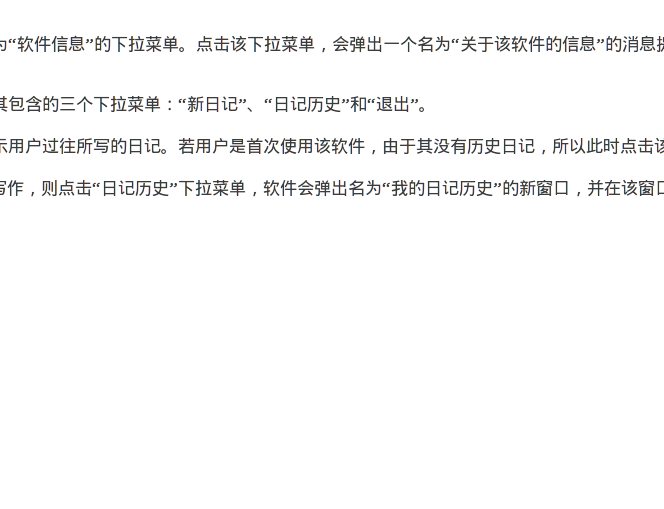 为“软件信息”的下拉菜单。点击该下拉菜单，会弹出一个名为“关于该软件的信息”的消息提
其包含的三个下拉菜单：“新日记”、“日记历史”和“退出”。
示用户过往所写的日记。若用户是首次使用该软件，由于其没有历史日记，所以此时点击该
写作，则点击“日记历史”下拉菜单，软件会弹出名为“我的日记历史”的新窗口，并在该窗口